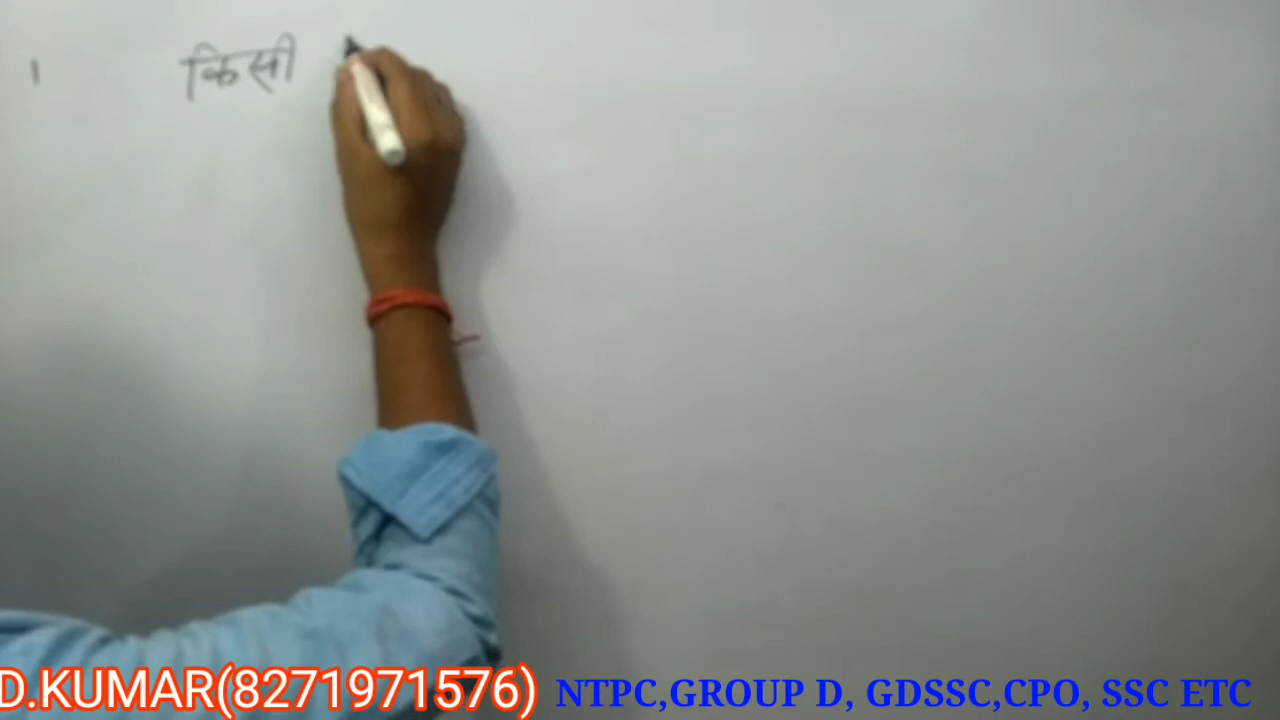 । किसी
D.KUMAR(8271971576) NTPC,GROUP D, GDSSC,CPO, SSC ETC